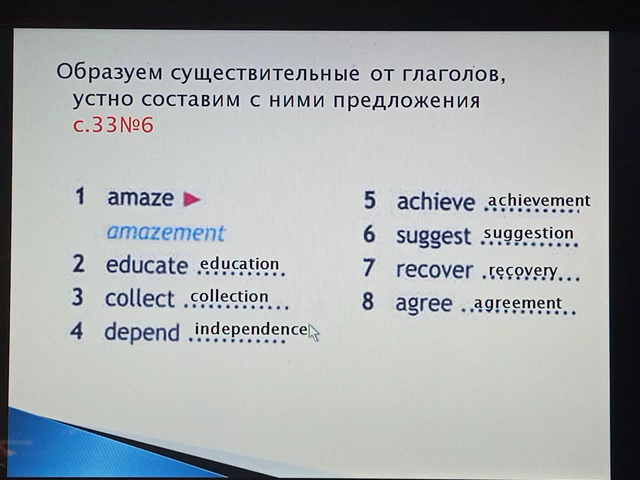 Образуем существительные от глаголов,
устно составим с ними предложения
с.33№6
1 amaze
amazement
2 educate education
3 collect collection
4 depend independence
5 achieve achievement
6 suggest suggestion
7 recover recovery
8 agree agreement